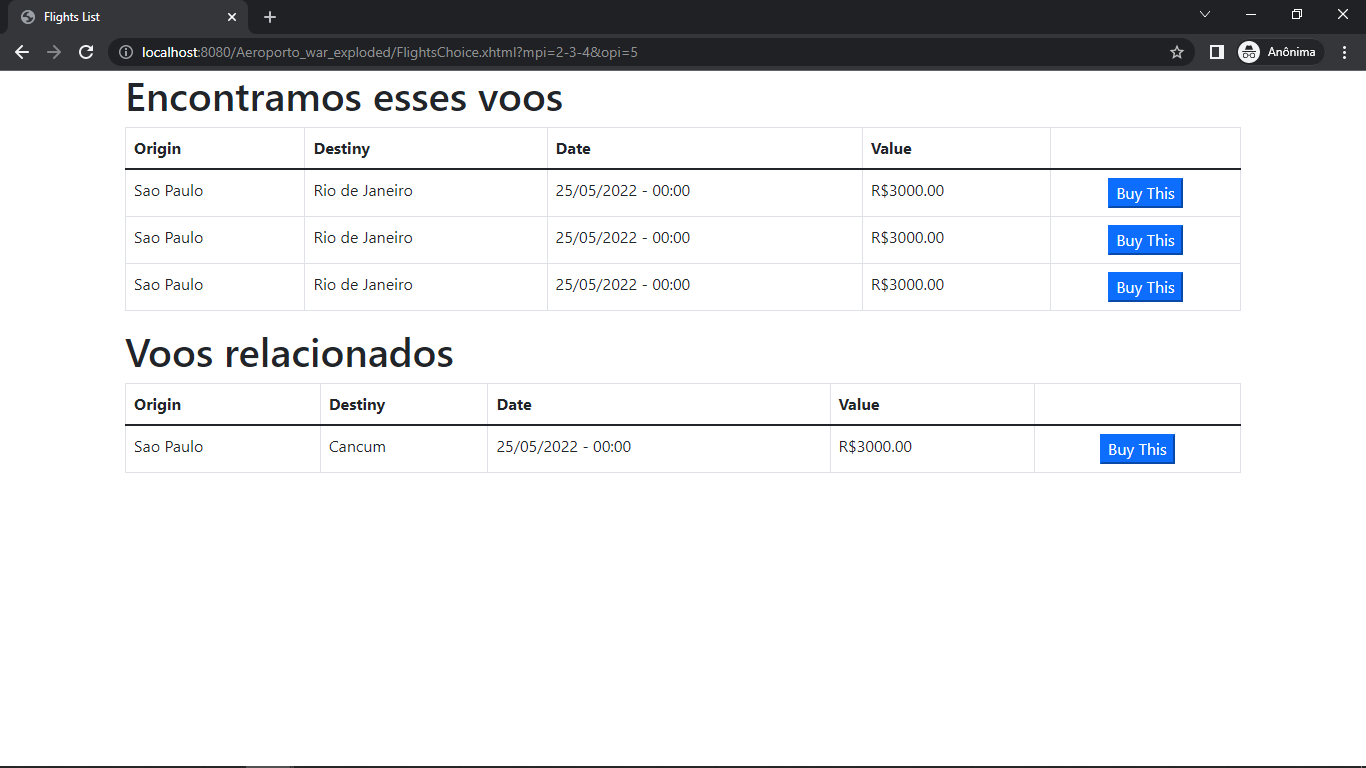 Flights List
localhost:8080/Aeroporto_war_exploded/FlightsChoice.xhtml?mpi=2-3-4&opi=5
Anônima
Encontramos esses voos
Origin Destiny Date Value
Sao Paulo Rio de Janeiro 25/05/2022 - 00:00 R$3000.00 Buy This
Sao Paulo Rio de Janeiro 25/05/2022 - 00:00 R$3000.00 Buy This
Sao Paulo Rio de Janeiro 25/05/2022 - 00:00 R$3000.00 Buy This
Voos relacionados
Origin Destiny Date Value
Sao Paulo Cancum 25/05/2022 - 00:00 R$3000.00 Buy This